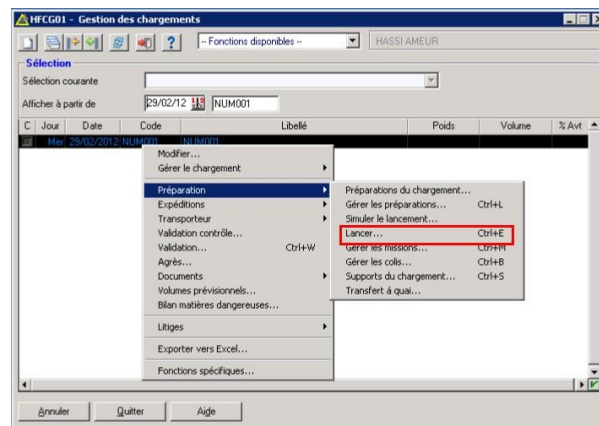 HFCG01 - Gestion des chargements
-- Fonctions disponibles --
HASSI AMEUR
Sélection
Sélection courante
Afficher à partir de 29/02/12 NUM001
C Jour Date Code Libellé Poids Volume % Avt
Mer 29/02/2012 NUM001 NUM001
Modifier...
Gérer le chargement
Préparation
Expéditions
Transporteur
Validation contrôle...
Validation... Ctrl+W
Agrès...
Documents
Volumes prévisionnels...
Bilan matières dangereuses...
Litiges
Exporter vers Excel...
Fonctions spécifiques...
Préparations du chargement...
Gérer les préparations... Ctrl+L
Simuler le lancement...
Lancer... Ctrl+E
Gérer les missions... Ctrl+M
Gérer les colis... Ctrl+B
Supports du chargement... Ctrl+S
Transfert à quai...
Annuler Quitter Aide